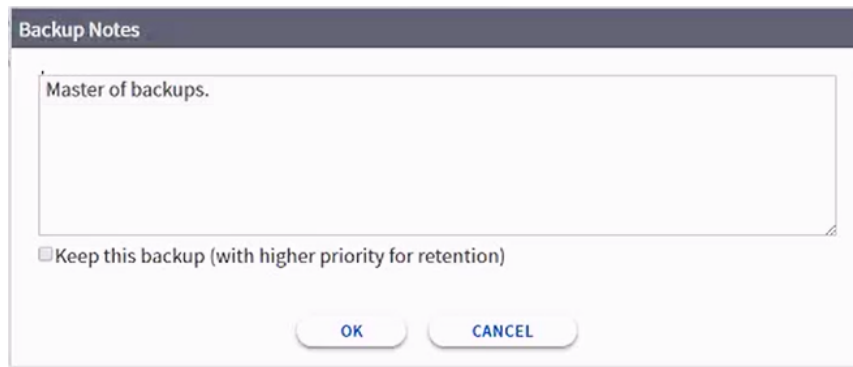 Backup Notes
Master of backups.
Keep this backup (with higher priority for retention)
OK CANCEL